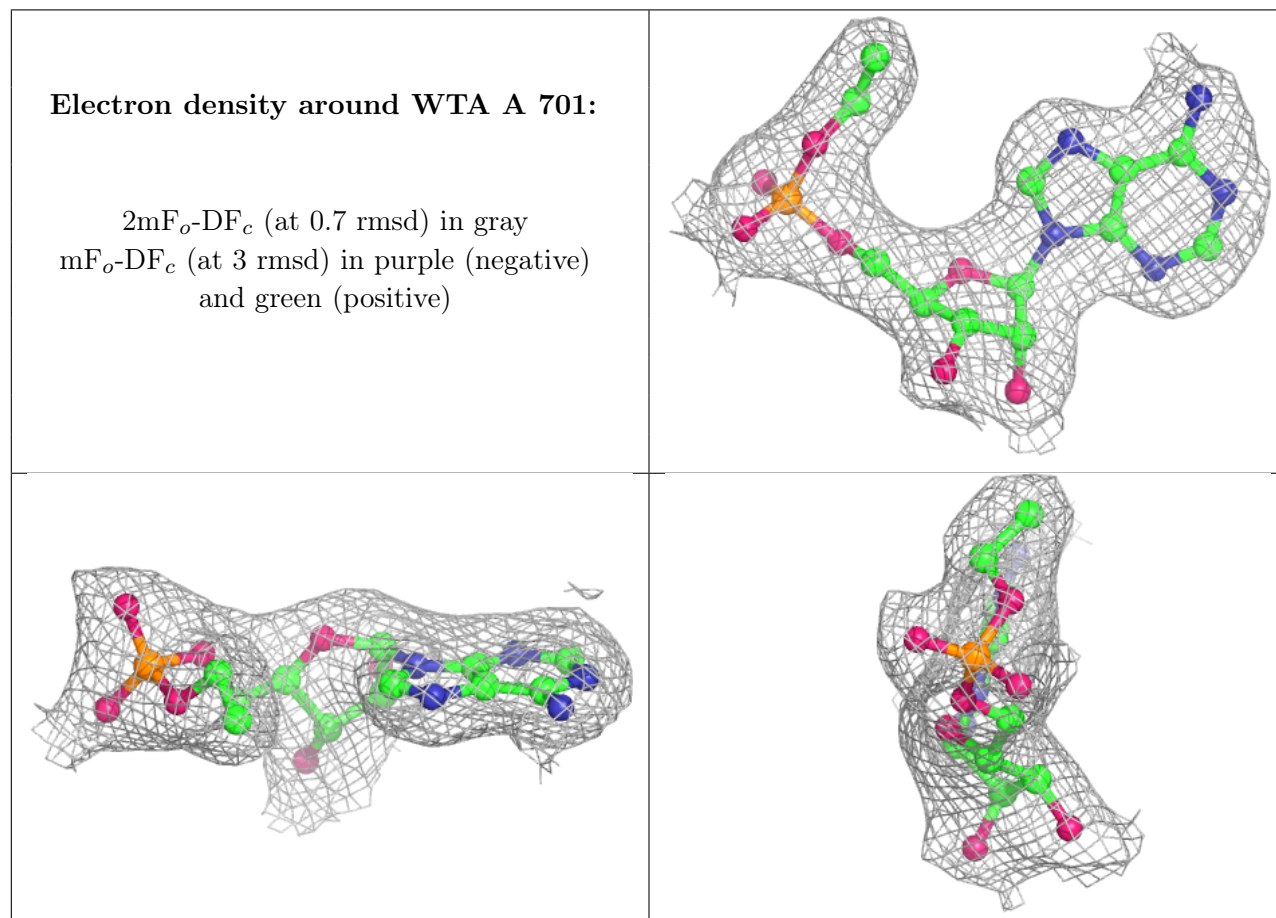 Electron density around WTA A 701:
2mFo-DFc (at 0.7 rmsd) in gray
mFo-DFc (at 3 rmsd) in purple (negative)
and green (positive)